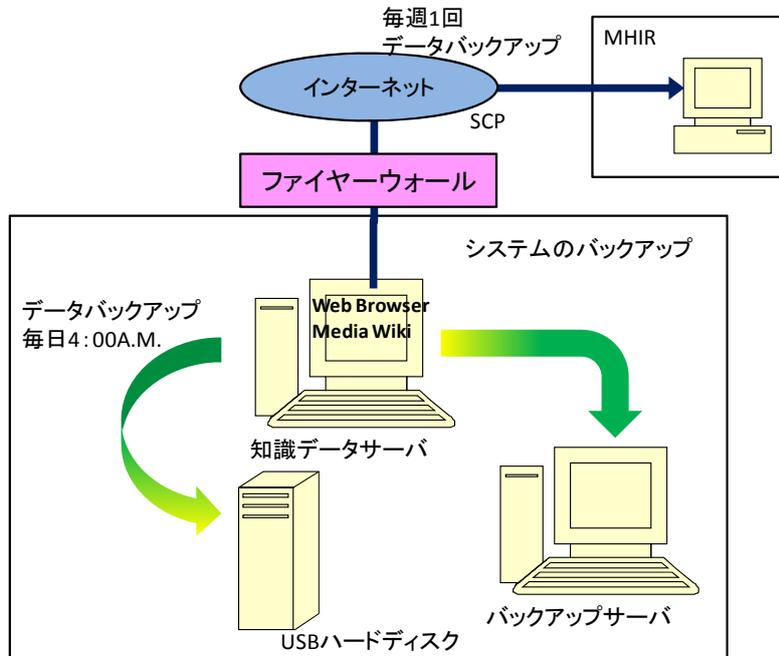 毎週1回
データバックアップ
MHIR
インターネット
SCP
ファイヤーウォール
システムのバックアップ
データバックアップ
毎日4:00A.M.
Web Browser
Media Wiki
知識データサーバ
バックアップサーバ
USBハードディスク